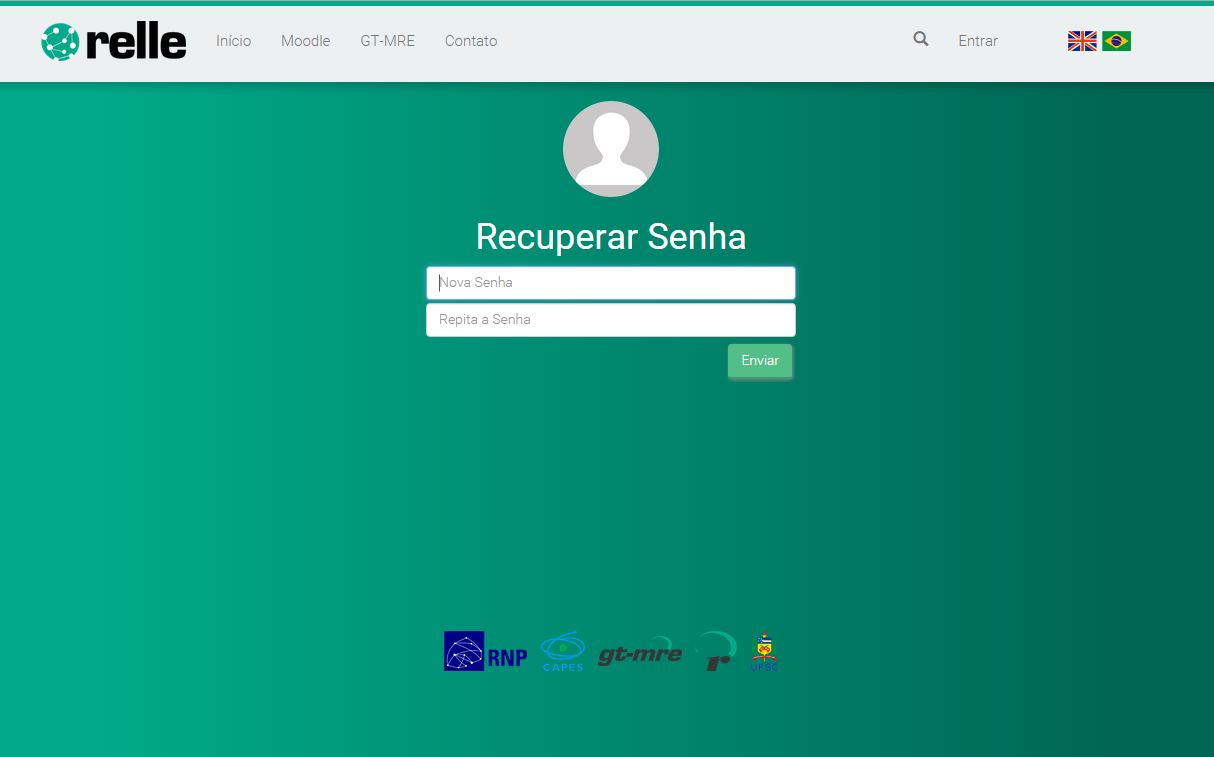 relle Início Moodle GT-MRE Contato Entrar
Recuperar Senha
Nova Senha
Repita a Senha
Enviar
RNP CAPES gt-mre r UFSC